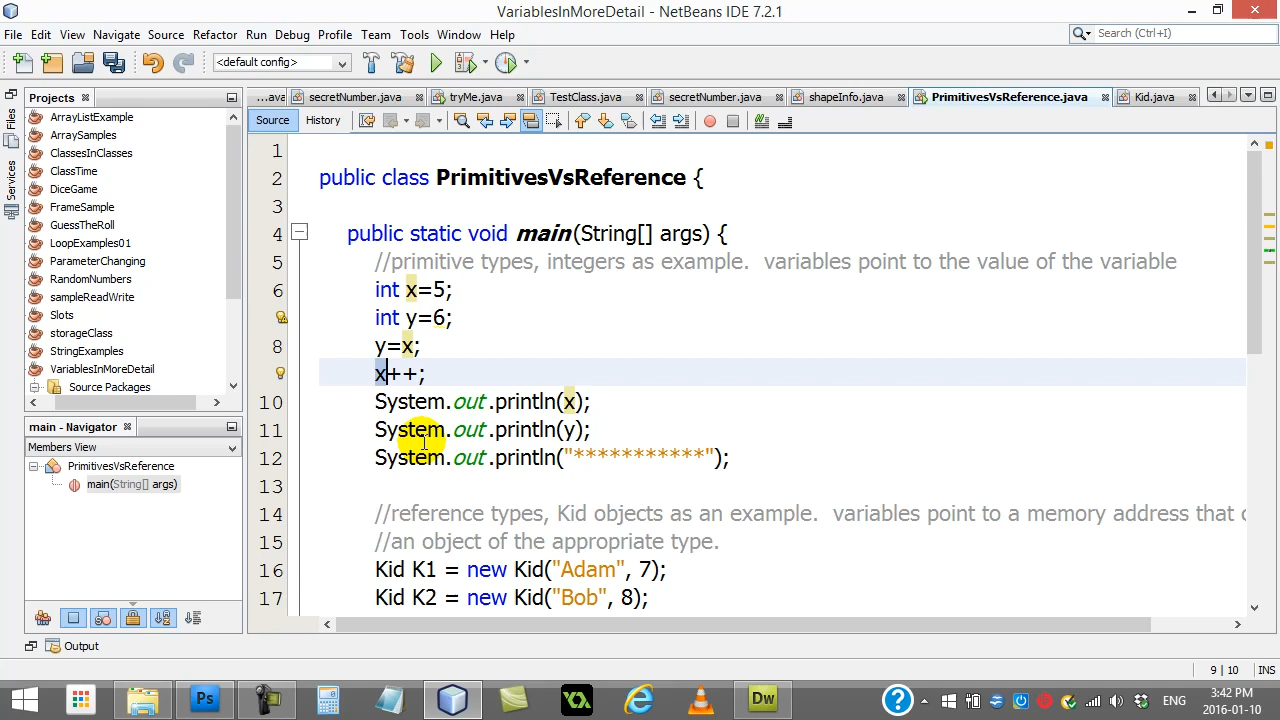 VariablesInMoreDetail - NetBeans IDE 7.2.1
File Edit View Navigate Source Refactor Run Debug Profile Team Tools Window Help
Search (Ctrl+I)
<default config>
Projects
...ava secretNumber.java tryMe.java TestClass.java secretNumber.java shapeInfo.java PrimitivesVsReference.java Kid.java
Files
Services
ArrayListExample
ArraySamples
ClassesInClasses
ClassTime
DiceGame
FrameSample
GuessTheRoll
LoopExamples01
ParameterChanging
RandomNumbers
sampleReadWrite
Slots
storageClass
StringExamples
VariablesInMoreDetail
Source Packages
main - Navigator
Members View
PrimitivesVsReference
main(String[] args)
Source History
1
2 public class PrimitivesVsReference {
3
4 public static void main(String[] args) {
5 //primitive types, integers as example. variables point to the value of the variable
6 int x=5;
int y=6;
8 y=x;
x++;
10 System.out.println(x);
11 System.out.println(y);
12 System.out.println("***********");
13
14 //reference types, Kid objects as an example. variables point to a memory address that
15 //an object of the appropriate type.
16 Kid K1 = new Kid("Adam", 7);
17 Kid K2 = new Kid("Bob", 8);
Output
9 | 10 INS
Ps
Dw
ENG
3:42 PM
2016-01-10